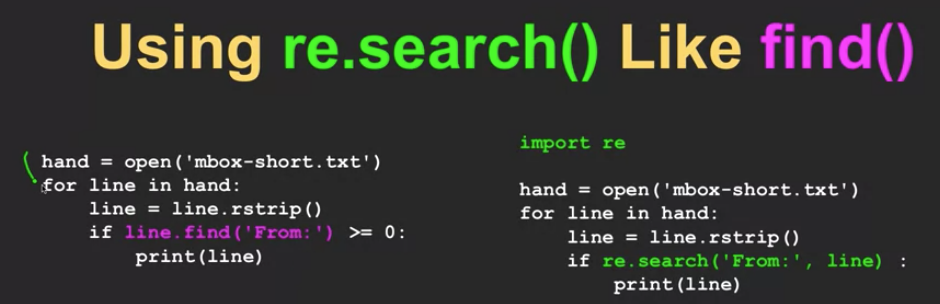 Using re.search() Like find()
hand = open('mbox-short.txt')
for line in hand:
    line = line.rstrip()
    if line.find('From:') >= 0:
        print(line)
import re
hand = open('mbox-short.txt')
for line in hand:
    line = line.rstrip()
    if re.search('From:', line) :
        print(line)